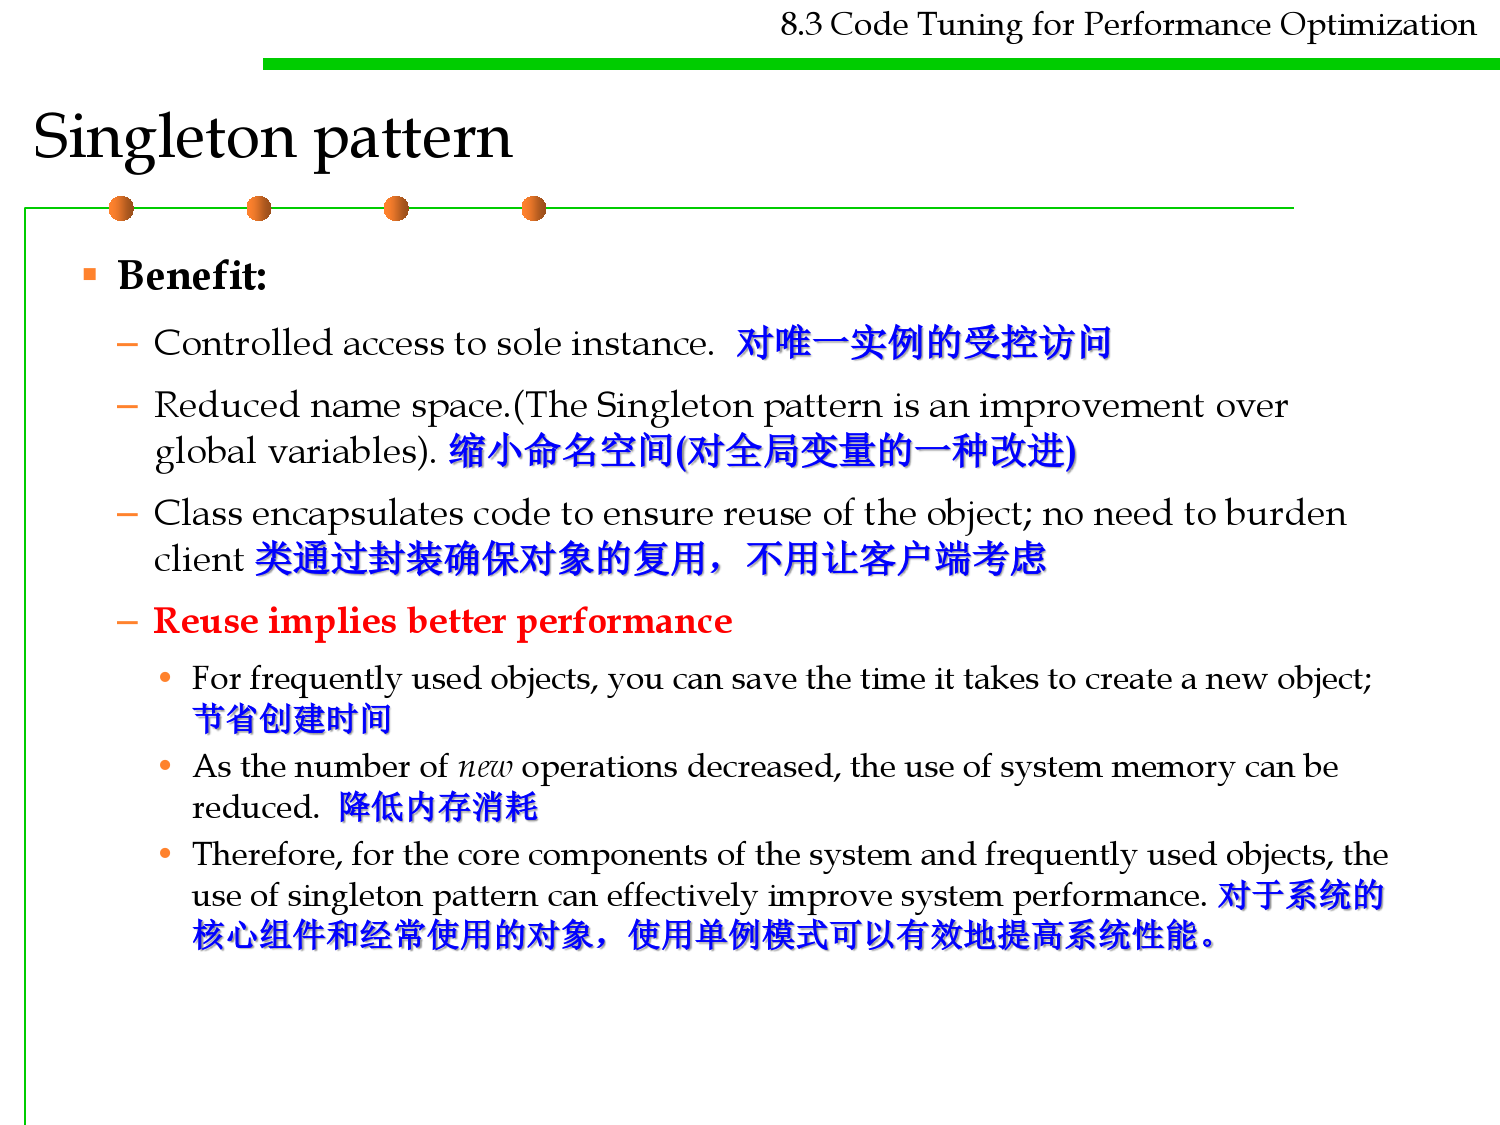 8.3 Code Tuning for Performance Optimization
Singleton pattern
▪ Benefit:
– Controlled access to sole instance. 对唯一实例的受控访问
– Reduced name space.(The Singleton pattern is an improvement over
global variables). 缩小命名空间(对全局变量的一种改进)
– Class encapsulates code to ensure reuse of the object; no need to burden
client 类通过封装确保对象的复用，不用让客户端考虑
– Reuse implies better performance
• For frequently used objects, you can save the time it takes to create a new object;
节省创建时间
• As the number of new operations decreased, the use of system memory can be
reduced. 降低内存消耗
• Therefore, for the core components of the system and frequently used objects, the
use of singleton pattern can effectively improve system performance. 对于系统的
核心组件和经常使用的对象，使用单例模式可以有效地提高系统性能。